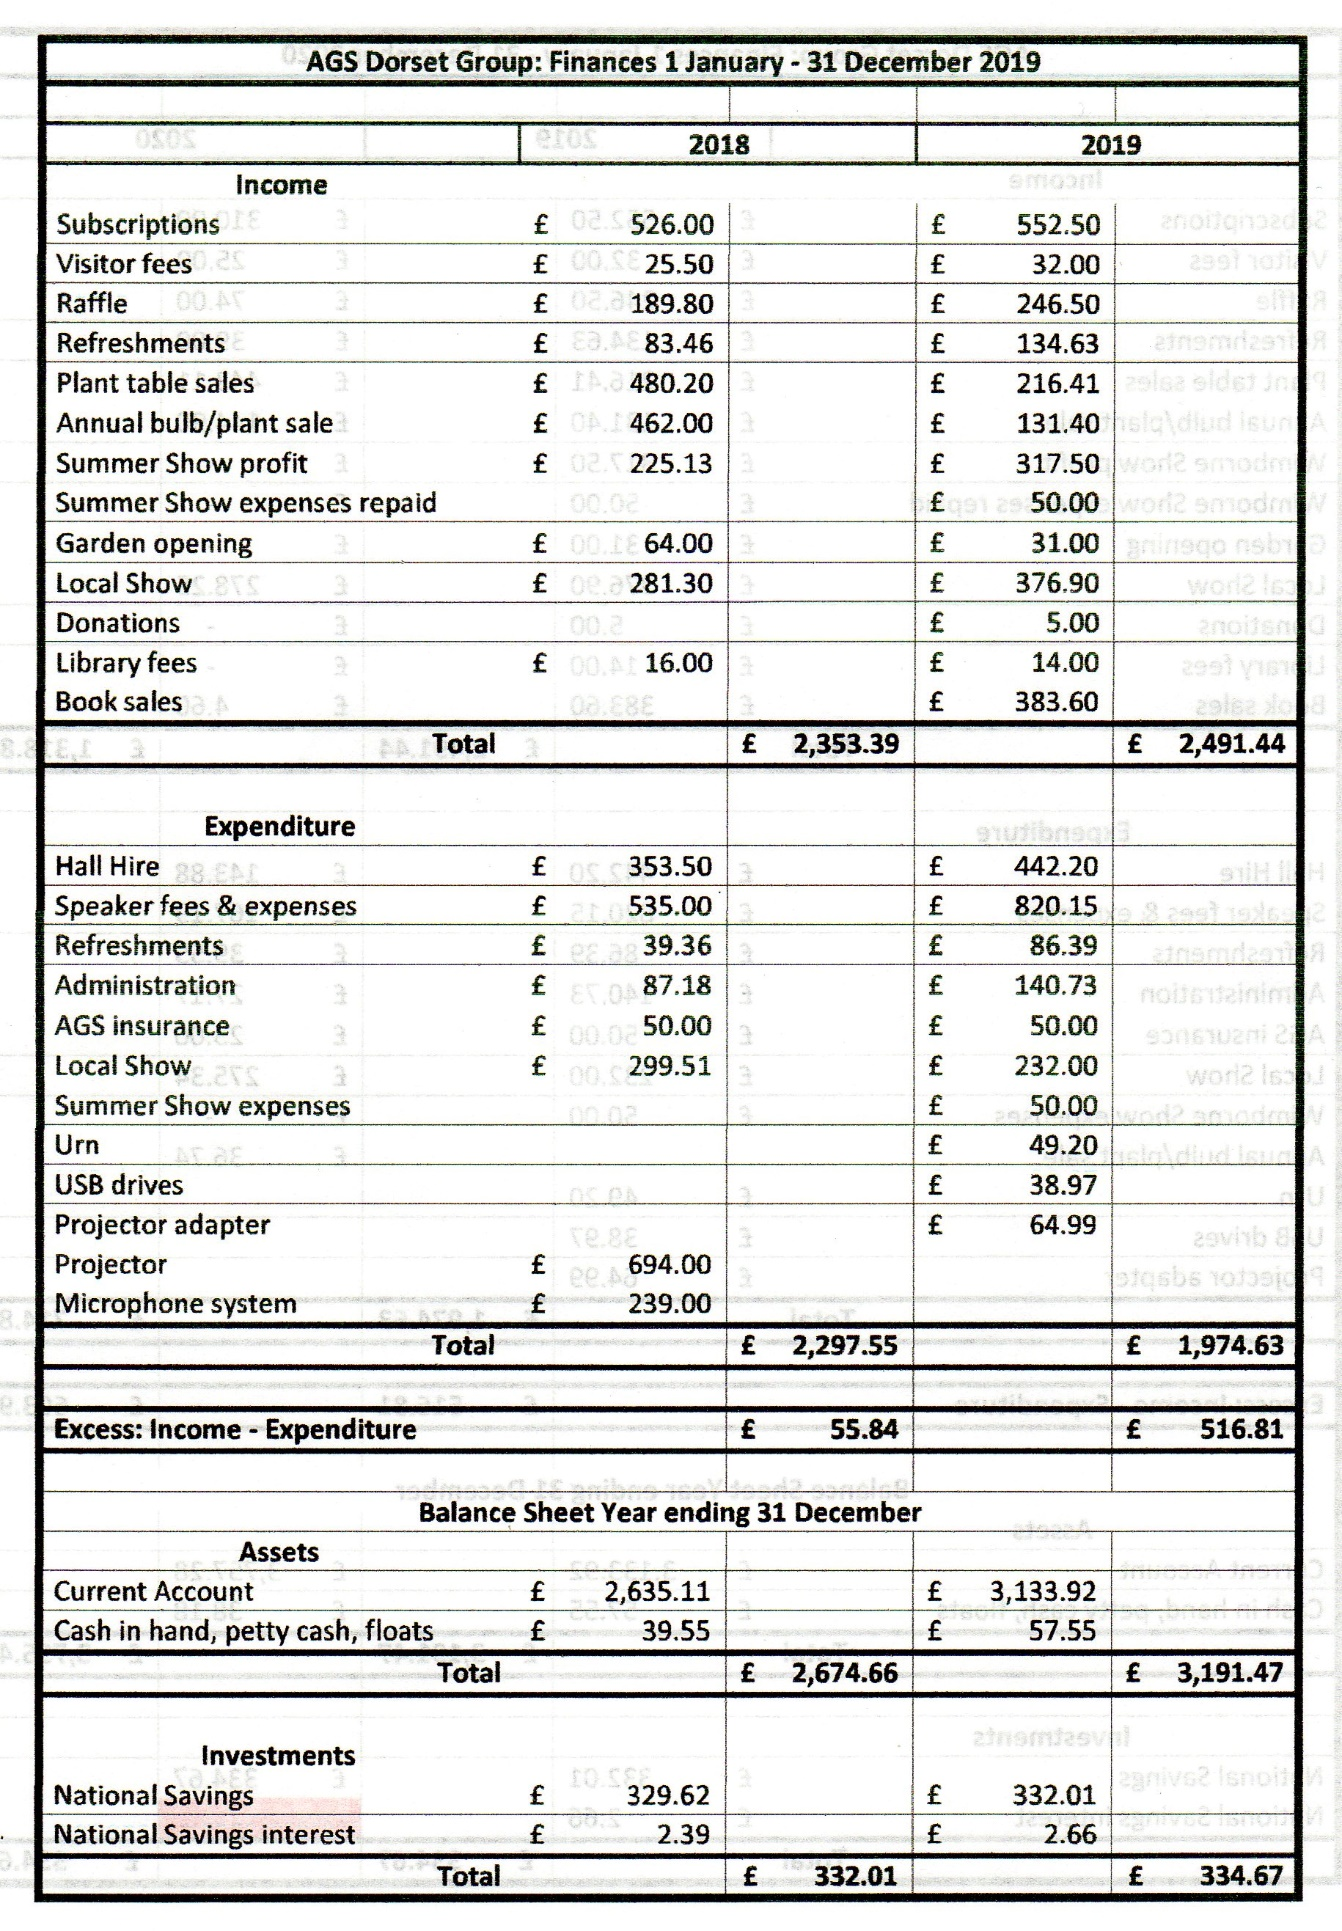 AGS Dorset Group: Finances 1 January - 31 December 2019
2018 2019
Income
Subscriptions £ 526.00 £ 552.50
Visitor fees £ 25.50 £ 32.00
Raffle £ 189.80 £ 246.50
Refreshments £ 83.46 £ 134.63
Plant table sales £ 480.20 £ 216.41
Annual bulb/plant sale £ 462.00 £ 131.40
Summer Show profit £ 225.13 £ 317.50
Summer Show expenses repaid £ 50.00
Garden opening £ 64.00 £ 31.00
Local Show £ 281.30 £ 376.90
Donations £ 5.00
Library fees £ 16.00 £ 14.00
Book sales £ 383.60
Total £ 2,353.39 £ 2,491.44
Expenditure
Hall Hire £ 353.50 £ 442.20
Speaker fees & expenses £ 535.00 £ 820.15
Refreshments £ 39.36 £ 86.39
Administration £ 87.18 £ 140.73
AGS insurance £ 50.00 £ 50.00
Local Show £ 299.51 £ 232.00
Summer Show expenses £ 50.00
Urn £ 49.20
USB drives £ 38.97
Projector adapter £ 64.99
Projector £ 694.00
Microphone system £ 239.00
Total £ 2,297.55 £ 1,974.63
Excess: Income - Expenditure £ 55.84 £ 516.81
Balance Sheet Year ending 31 December
Assets
Current Account £ 2,635.11 £ 3,133.92
Cash in hand, petty cash, floats £ 39.55 £ 57.55
Total £ 2,674.66 £ 3,191.47
Investments
National Savings £ 329.62 £ 332.01
National Savings interest £ 2.39 £ 2.66
Total £ 332.01 £ 334.67